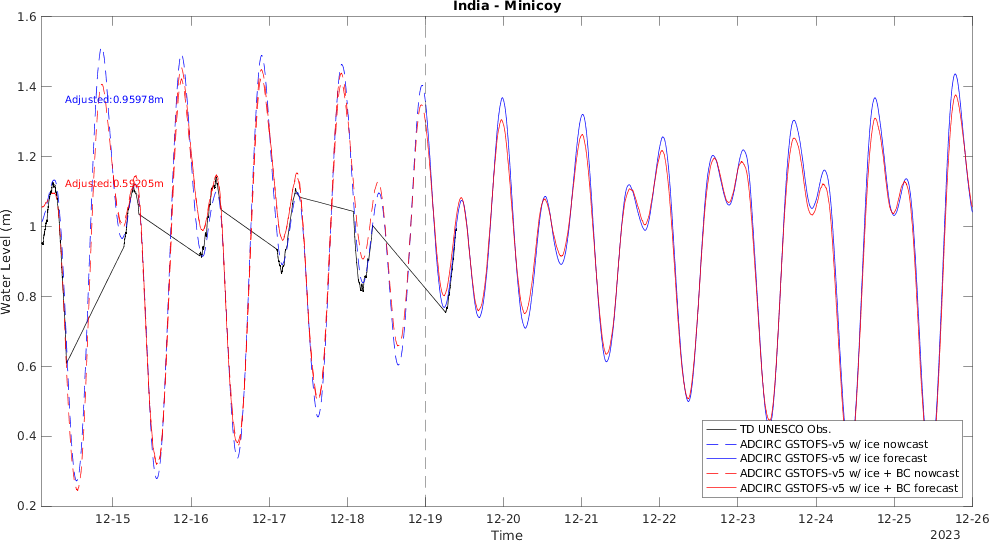 India - Minicoy
1.6
1.4
1.2
1
0.8
0.6
0.4
0.2
Water Level (m)
Adjusted:0.95978m
Adjusted:0.59205m
TD UNESCO Obs.
ADCIRC GSTOFS-v5 w/ ice nowcast
ADCIRC GSTOFS-v5 w/ ice forecast
ADCIRC GSTOFS-v5 w/ ice + BC nowcast
ADCIRC GSTOFS-v5 w/ ice + BC forecast
12-15 12-16 12-17 12-18 12-19 12-20 12-21 12-22 12-23 12-24 12-25 12-26
Time
2023